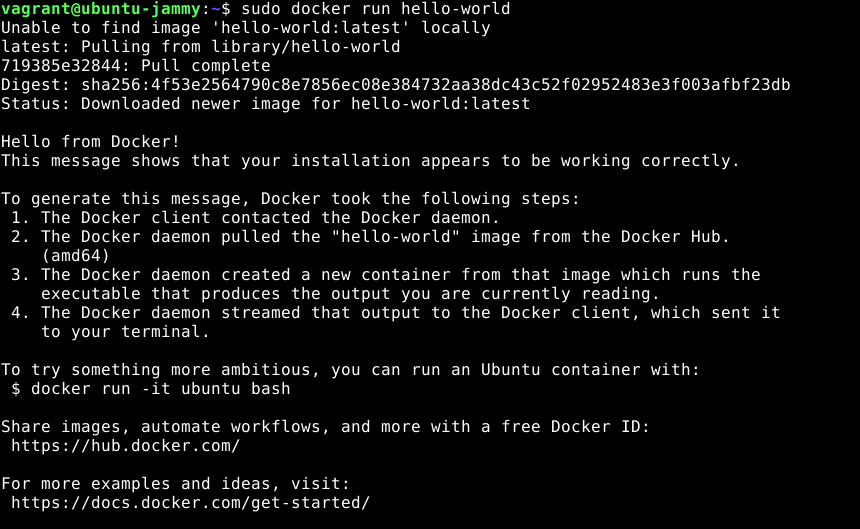 vagrant@ubuntu-jammy:~$ sudo docker run hello-world
Unable to find image 'hello-world:latest' locally
latest: Pulling from library/hello-world
719385e32844: Pull complete
Digest: sha256:4f53e2564790c8e7856ec08e384732aa38dc43c52f02952483e3f003afbf23db
Status: Downloaded newer image for hello-world:latest

Hello from Docker!
This message shows that your installation appears to be working correctly.

To generate this message, Docker took the following steps:
 1. The Docker client contacted the Docker daemon.
 2. The Docker daemon pulled the "hello-world" image from the Docker Hub.
    (amd64)
 3. The Docker daemon created a new container from that image which runs the
    executable that produces the output you are currently reading.
 4. The Docker daemon streamed that output to the Docker client, which sent it
    to your terminal.

To try something more ambitious, you can run an Ubuntu container with:
 $ docker run -it ubuntu bash

Share images, automate workflows, and more with a free Docker ID:
 https://hub.docker.com/

For more examples and ideas, visit:
 https://docs.docker.com/get-started/